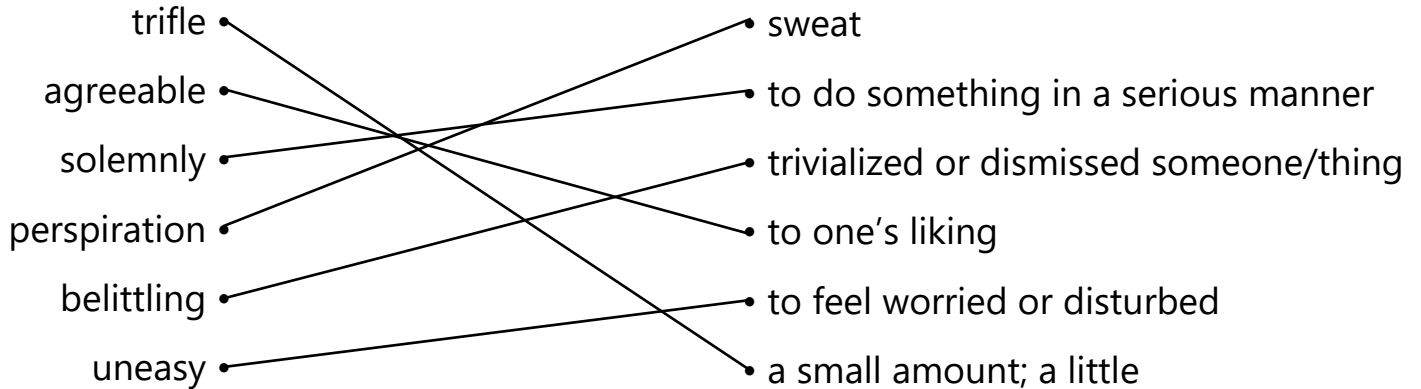 trifle • • sweat
agreeable • • to do something in a serious manner
solemnly • • trivialized or dismissed someone/thing
perspiration • • to one’s liking
belittling • • to feel worried or disturbed
uneasy • • a small amount; a little